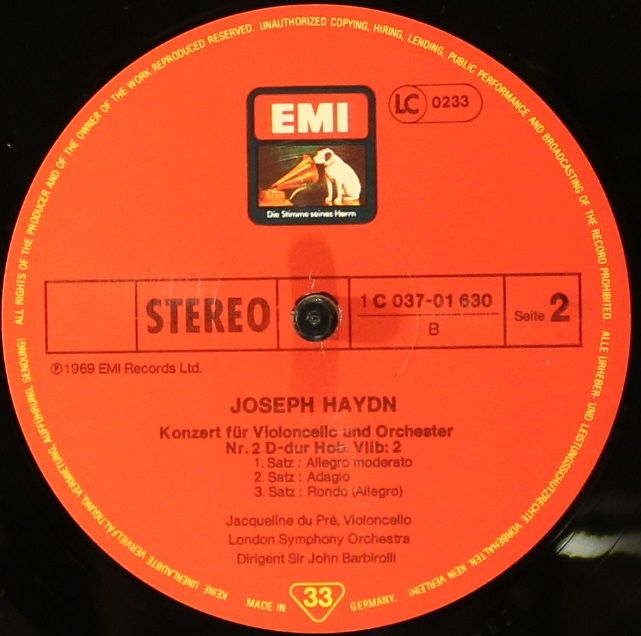 ALL RIGHTS OF THE PRODUCER AND OF THE OWNER OF THE WORK REPRODUCED RESERVED. UNAUTHORIZED COPYING, HIRING, LENDING, PUBLIC PERFORMANCE AND BROADCASTING OF THE RECORD PROHIBITED. ALLE URHEBER- UND LEISTUNGSSCHUTZRECHTE VORBEHALTEN KEIN VERLEIH! KEINE UNERLAUBTE VERVIELFÄLTIGUNG, VERMIETUNG, AUFFÜHRUNG, SENDUNG!
EMI
LC 0233
Die Stimme seines Herrn
STEREO
1 C 037-01 630
B
Seite 2
℗1969 EMI Records Ltd.
JOSEPH HAYDN
Konzert für Violoncello und Orchester
Nr. 2 D-dur Hob. VIIb: 2
1. Satz : Allegro moderato
2. Satz : Adagio
3. Satz : Rondo (Allegro)
Jacqueline du Pré, Violoncello
London Symphony Orchestra
Dirigent Sir John Barbirolli
MADE IN 33 GERMANY.